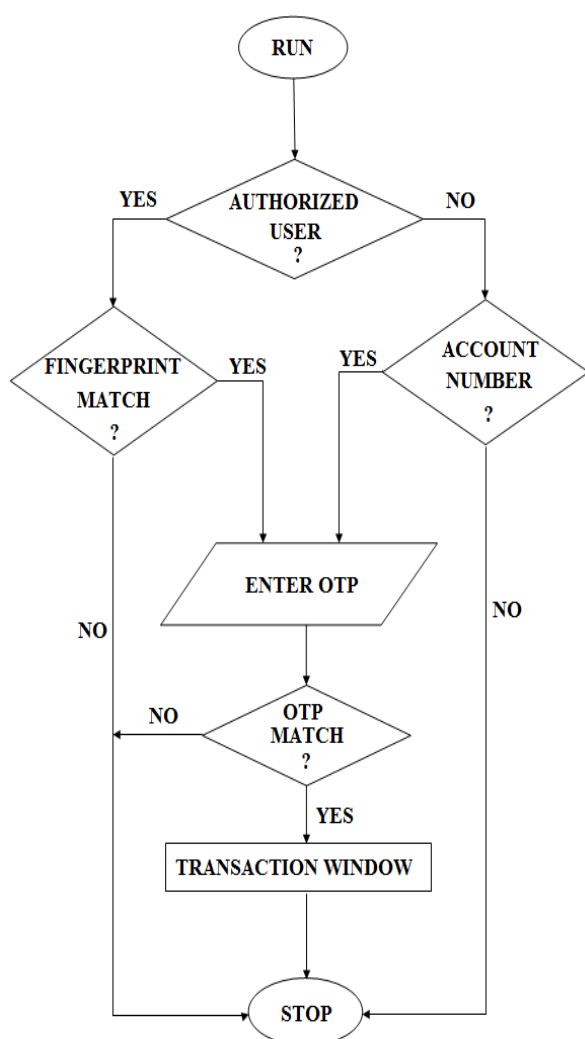 RUN
YES
AUTHORIZED
USER
?
NO
FINGERPRINT
MATCH
?
YES
YES
ACCOUNT
NUMBER
?
ENTER OTP
NO
NO
NO
OTP
MATCH
?
YES
TRANSACTION WINDOW
STOP